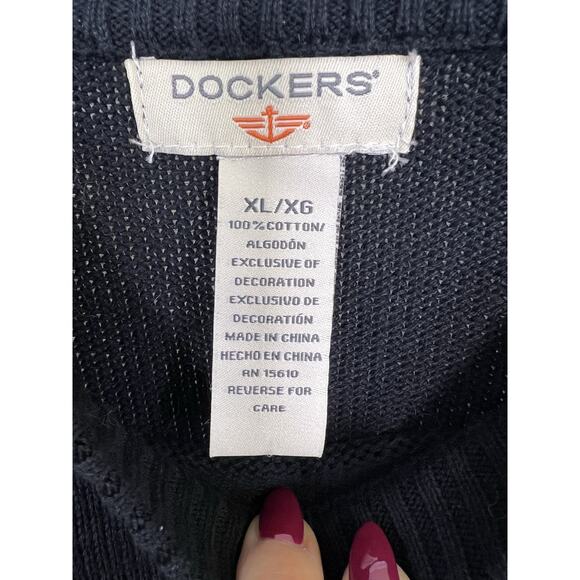 DOCKERS®
XL/XG
100% COTTON/
ALGODÓN
EXCLUSIVE OF
DECORATION
EXCLUSIVO DE
DECORATIÓN
MADE IN CHINA
HECHO EN CHINA
RN 15610
REVERSE FOR
CARE